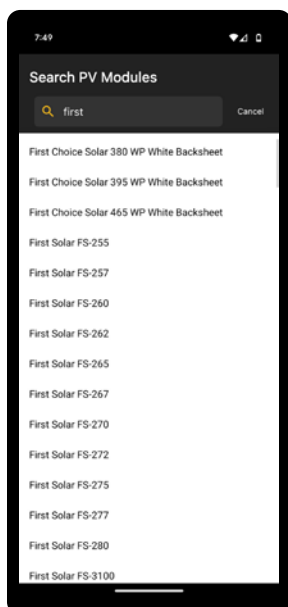 7:49
Search PV Modules
first
Cancel
First Choice Solar 380 WP White Backsheet
First Choice Solar 395 WP White Backsheet
First Choice Solar 465 WP White Backsheet
First Solar FS-255
First Solar FS-257
First Solar FS-260
First Solar FS-262
First Solar FS-265
First Solar FS-267
First Solar FS-270
First Solar FS-272
First Solar FS-275
First Solar FS-277
First Solar FS-280
First Solar FS-3100